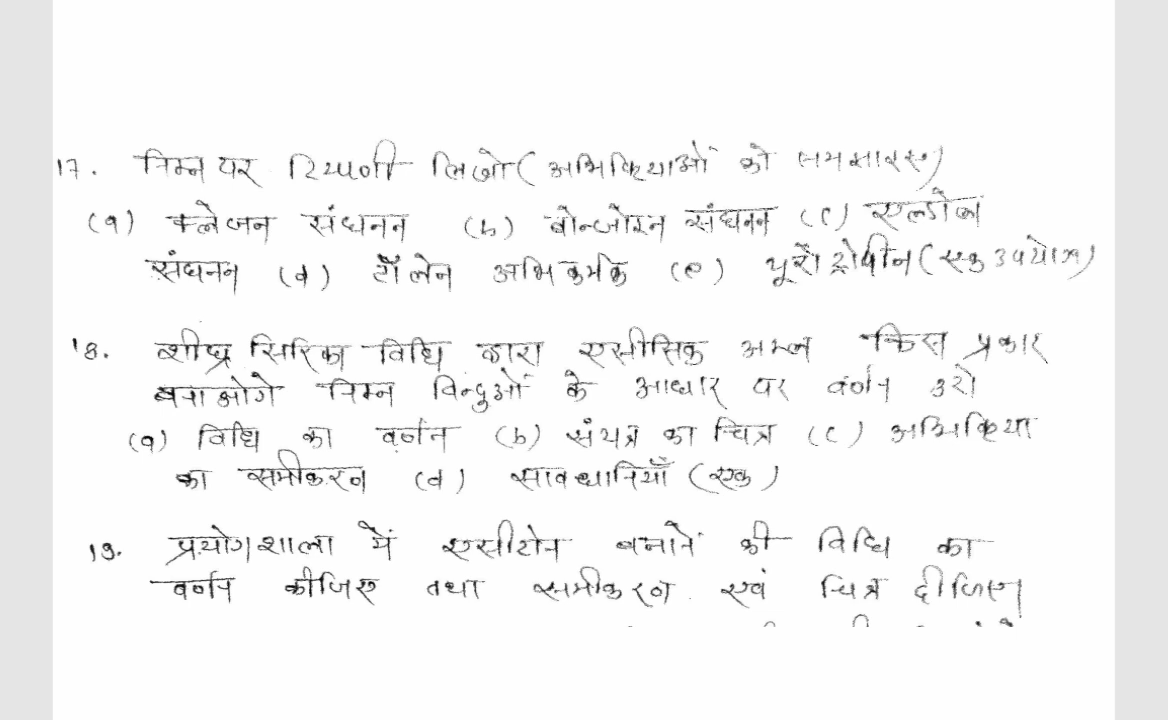 17. निम्न पर टिप्पणी लिखो (अभिक्रियाओं को समझाइए)
(a) क्लेजन संघनन (b) बेन्जोइन संघनन (c) एल्डोल
संघनन (d) टॉलेन अभिकर्मक (e) यूरोट्रोपीन (एक उपयोग)
18. शीघ्र सिरका विधि द्वारा एसीटिक अम्ल किस प्रकार
बनाओगे निम्न विन्दुओं के आधार पर वर्णन करो
(a) विधि का वर्णन (b) संयत्र का चित्र (c) अभिक्रिया
का समीकरण (d) सावधानियाँ (एक)
19. प्रयोगशाला में एसीटोन बनाने की विधि का
वर्णन कीजिए तथा समीकरण एवं चित्र दीजिए।